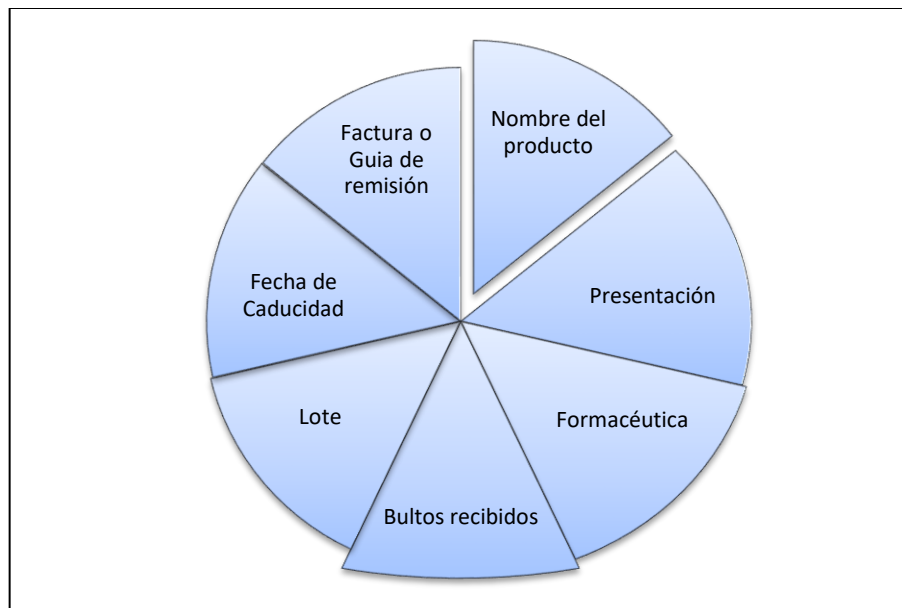 Nombre del
producto
Presentación
Formacéutica
Bultos recibidos
Lote
Fecha de
Caducidad
Factura o
Guia de
remisión